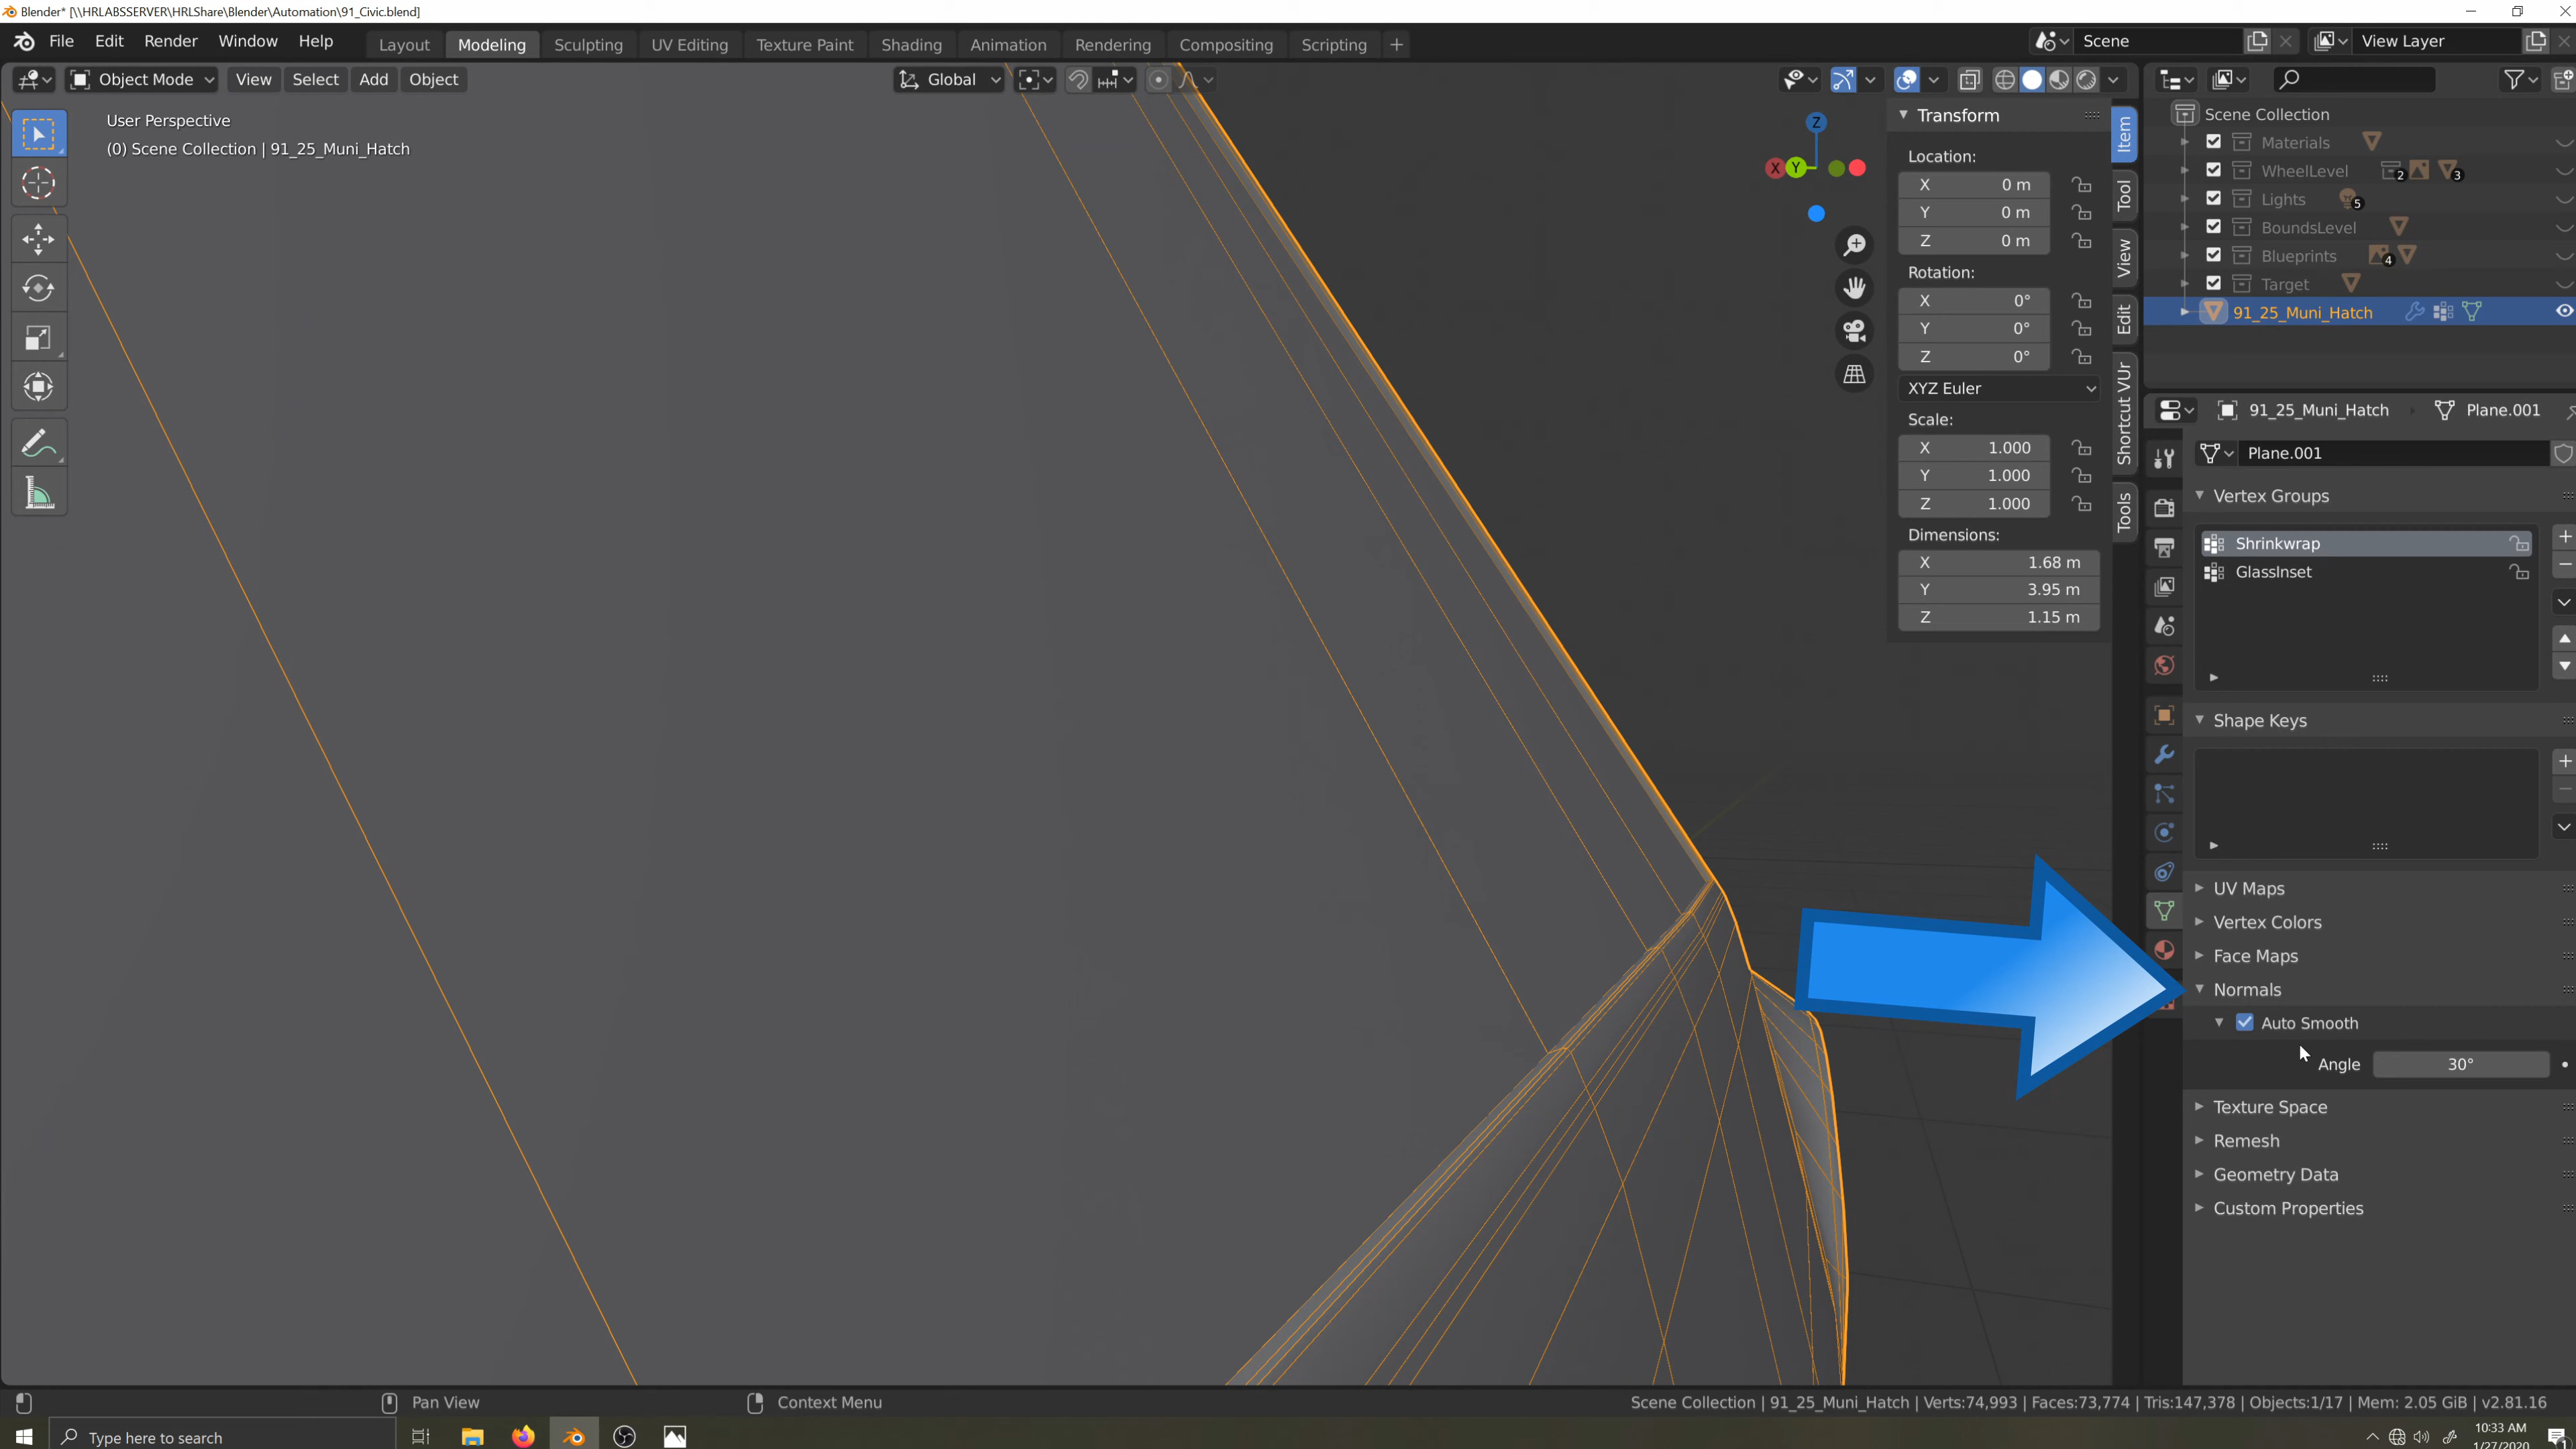 Blender* [\\HRLABSSERVER\HRLShare\Blender\Automation\91_Civic.blend]
File Edit Render Window Help Layout Modeling Sculpting UV Editing Texture Paint Shading Animation Rendering Compositing Scripting + Scene View Layer
Object Mode View Select Add Object Global
User Perspective
(0) Scene Collection | 91_25_Muni_Hatch
Z
X Y
Transform
Location:
X 0 m
Y 0 m
Z 0 m
Rotation:
X 0°
Y 0°
Z 0°
XYZ Euler
Scale:
X 1.000
Y 1.000
Z 1.000
Dimensions:
X 1.68 m
Y 3.95 m
Z 1.15 m
Item
Tool
View
Edit
Shortcut VUr
Tools
Scene Collection
Materials
WheelLevel 2 3
Lights 5
BoundsLevel
Blueprints 4
Target
91_25_Muni_Hatch
91_25_Muni_Hatch Plane.001
Plane.001
Vertex Groups
Shrinkwrap
GlassInset
Shape Keys
UV Maps
Vertex Colors
Face Maps
Normals
Auto Smooth
Angle 30°
Texture Space
Remesh
Geometry Data
Custom Properties
Pan View Context Menu Scene Collection | 91_25_Muni_Hatch | Verts:74,993 | Faces:73,774 | Tris:147,378 | Objects:1/17 | Mem: 2.05 GiB | v2.81.16
Type here to search
10:33 AM
1/27/2020